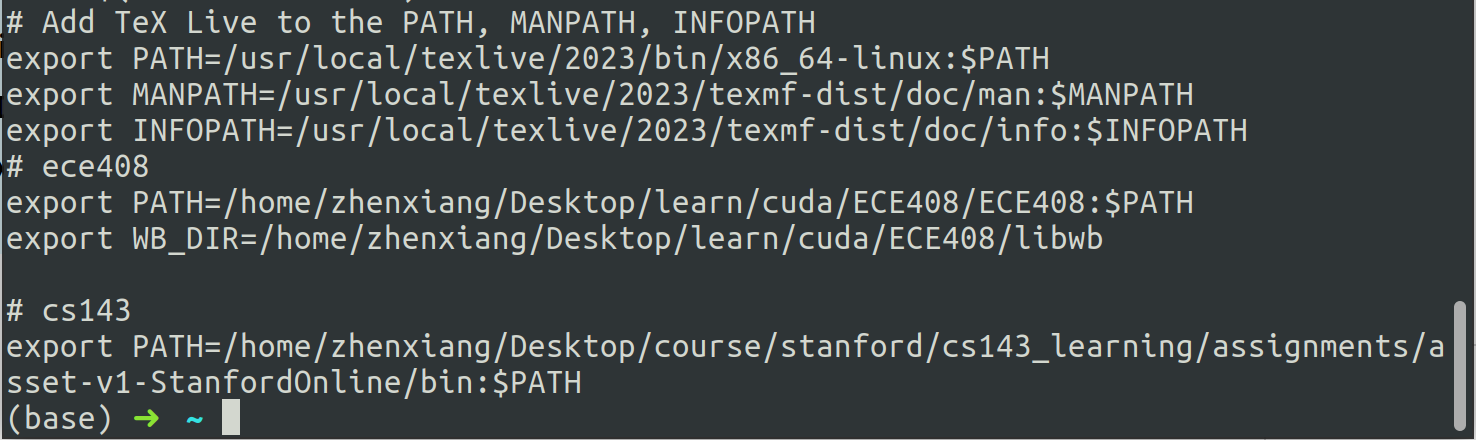 # Add TeX Live to the PATH, MANPATH, INFOPATH
export PATH=/usr/local/texlive/2023/bin/x86_64-linux:$PATH
export MANPATH=/usr/local/texlive/2023/texmf-dist/doc/man:$MANPATH
export INFOPATH=/usr/local/texlive/2023/texmf-dist/doc/info:$INFOPATH
# ece408
export PATH=/home/zhenxiang/Desktop/learn/cuda/ECE408/ECE408:$PATH
export WB_DIR=/home/zhenxiang/Desktop/learn/cuda/ECE408/libwb
# cs143
export PATH=/home/zhenxiang/Desktop/course/stanford/cs143_learning/assignments/a
sset-v1-StanfordOnline/bin:$PATH
(base) ➜ ~